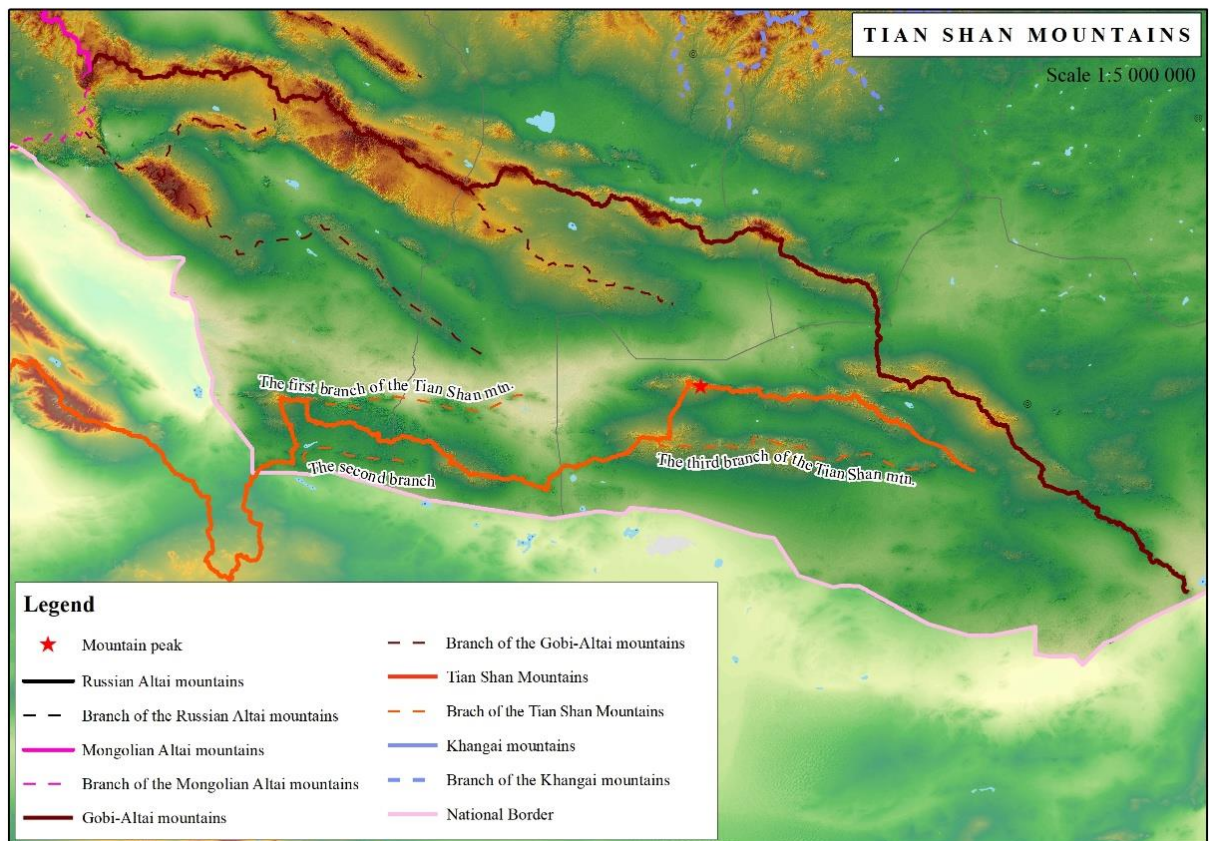 TIAN SHAN MOUNTAINS
Scale 1:5 000 000
The first branch of the Tian Shan mtn.
The second branch
The third branch of the Tian Shan mtn.
Legend
Mountain peak
Russian Altai mountains
Branch of the Russian Altai mountains
Mongolian Altai mountains
Branch of the Mongolian Altai mountains
Gobi-Altai mountains
Branch of the Gobi-Altai mountains
Tian Shan Mountains
Brach of the Tian Shan Mountains
Khangai mountains
Branch of the Khangai mountains
National Border